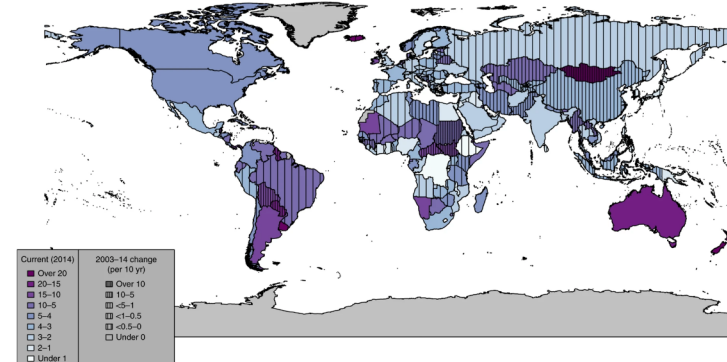 Current (2014)
Over 20
20–15
15–10
10–5
5–4
4–3
3–2
2–1
Under 1
2003–14 change
(per 10 yr)
Over 10
10–5
<5–1
<1–0.5
<0.5–0
Under 0